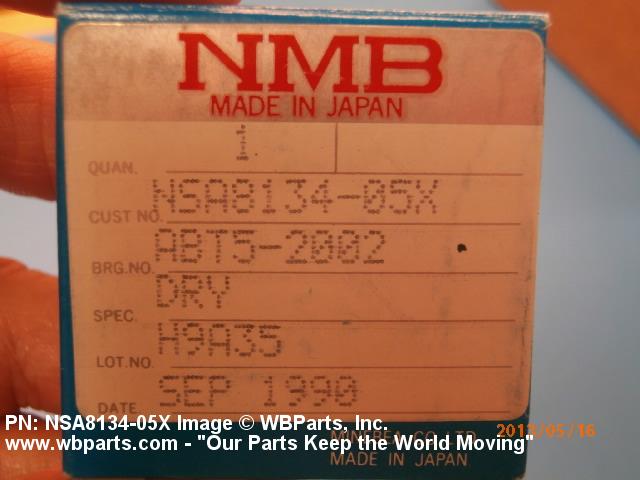 NMB
MADE IN JAPAN
QUAN. 1
CUST NO. NSA8134-05X
BRG.NO. ABT5-2002
SPEC. DRY
LOT.NO. H9A35
DATE SEP 1990
PN: NSA8134-05X Image © WBParts, Inc.
MINEBEA CO., LTD. 2012/05/16
www.wbparts.com - "Our Parts Keep the World Moving"
MADE IN JAPAN